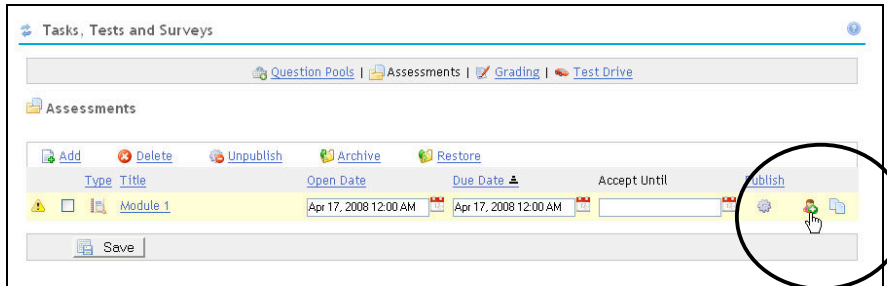 Tasks, Tests and Surveys
Question Pools | Assessments | Grading | Test Drive
Assessments
Add Delete Unpublish Archive Restore
Type Title Open Date Due Date Accept Until Publish
Module 1 Apr 17, 2008 12:00 AM Apr 17, 2008 12:00 AM
Save